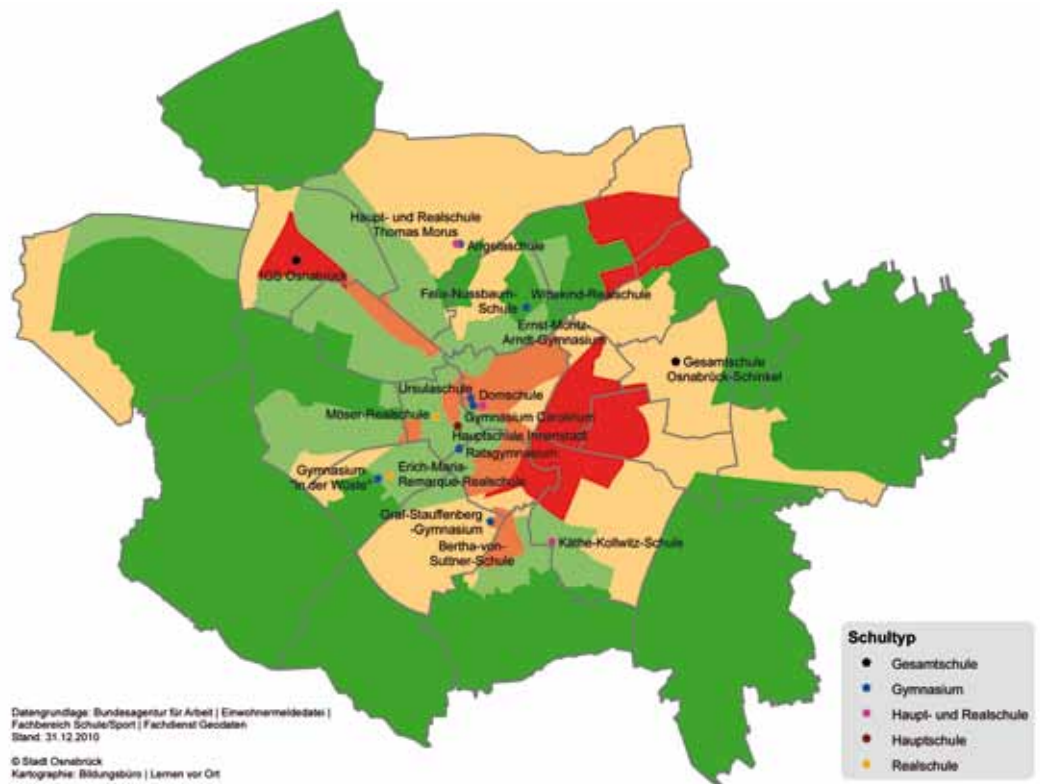 Haupt- und Realschule
Thomas Morus
Angelaschule
IGS Osnabrück
Felix-Nussbaum-
Schule
Wittekind-Realschule
Ernst-Moritz-
Arndt-Gymnasium
Gesamtschule
Osnabrück-Schinkel
Ursulaschule
Domschule
Möser-Realschule
Gymnasium Carolinum
Hauptschule Innenstadt
Ratsgymnasium
Gymnasium
"In der Wüste"
Erich-Maria-
Remarque-Realschule
Graf-Stauffenberg
-Gymnasium
Bertha-von-
Suttner-Schule
Käthe-Kollwitz-Schule
Schultyp
Gesamtschule
Gymnasium
Haupt- und Realschule
Hauptschule
Realschule
Datengrundlage: Bundesagentur für Arbeit | Einwohnermeldedatei |
Fachbereich Schule/Sport | Fachdienst Geodaten
Stand: 31.12.2010
© Stadt Osnabrück
Kartographie: Bildungsbüro | Lernen vor Ort